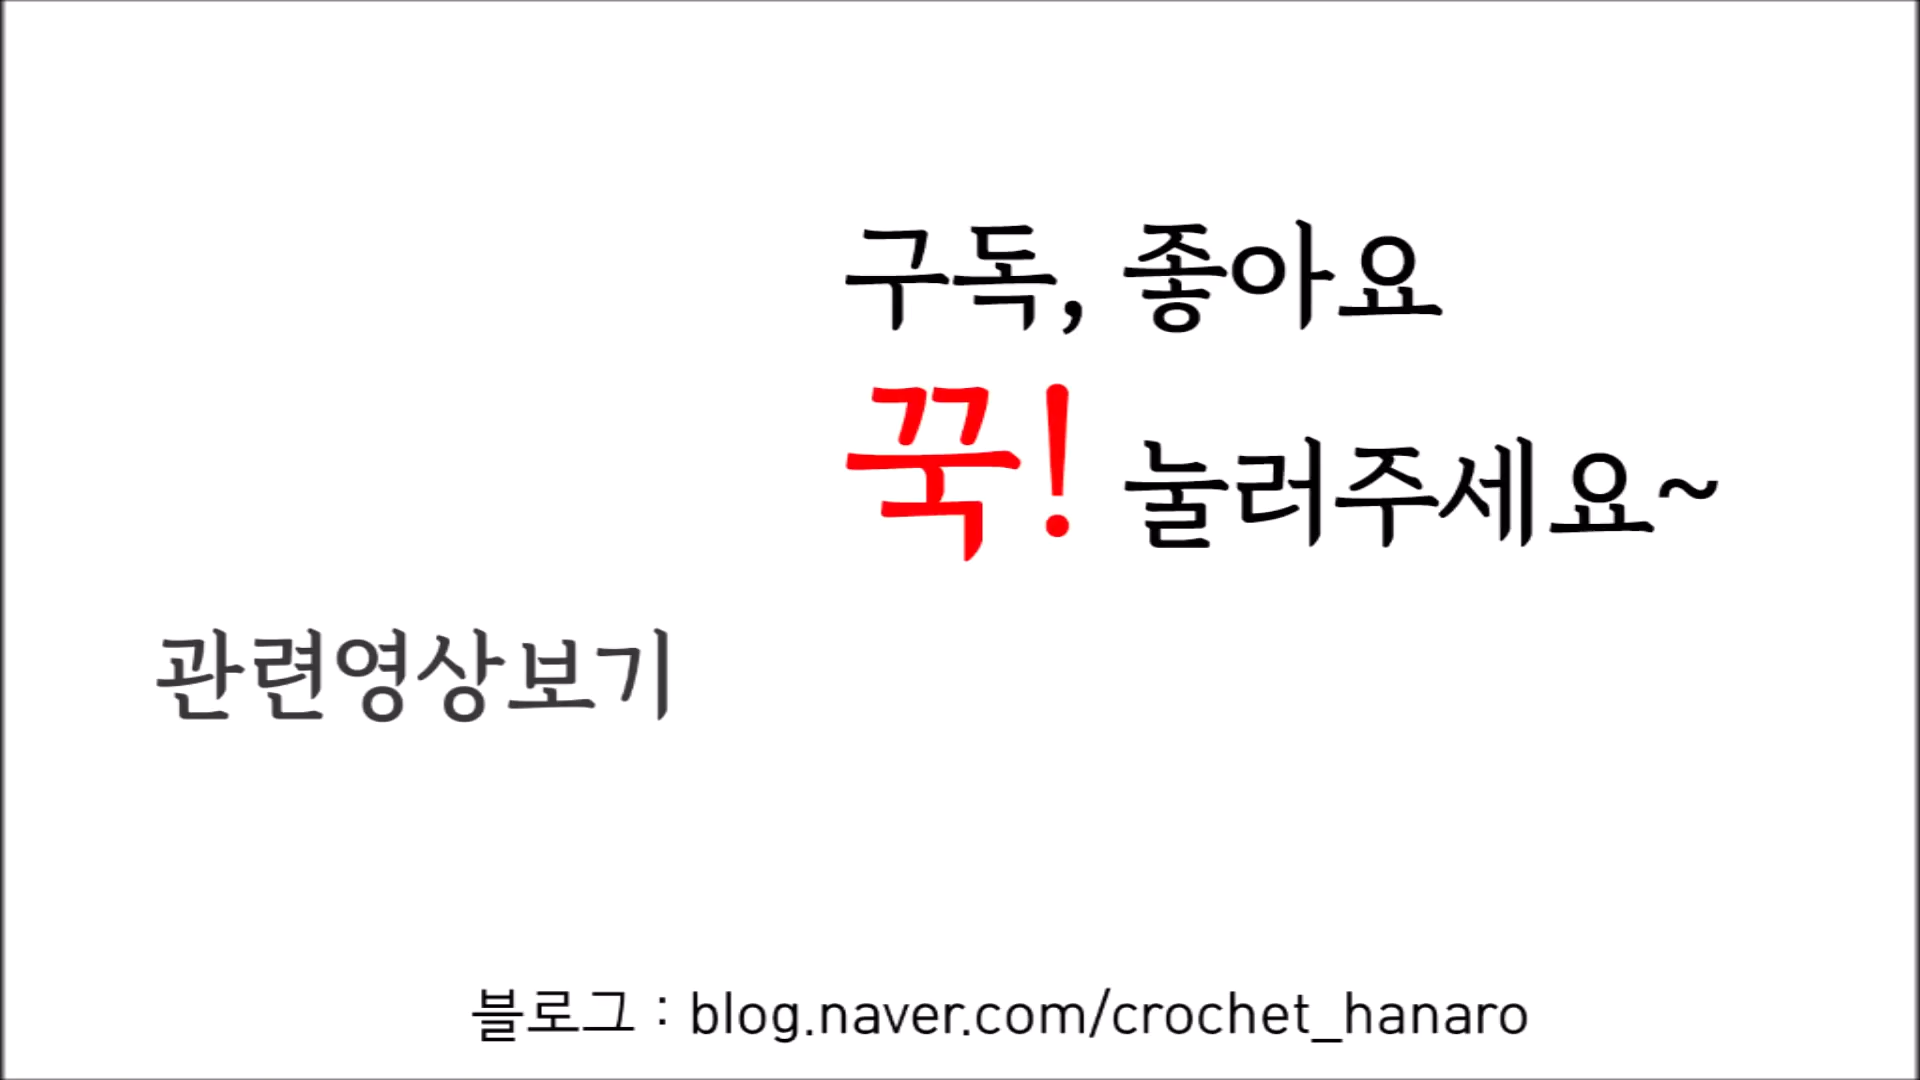 구독, 좋아요
꾹! 눌러주세요~
관련영상보기
블로그 : blog.naver.com/crochet_hanaro